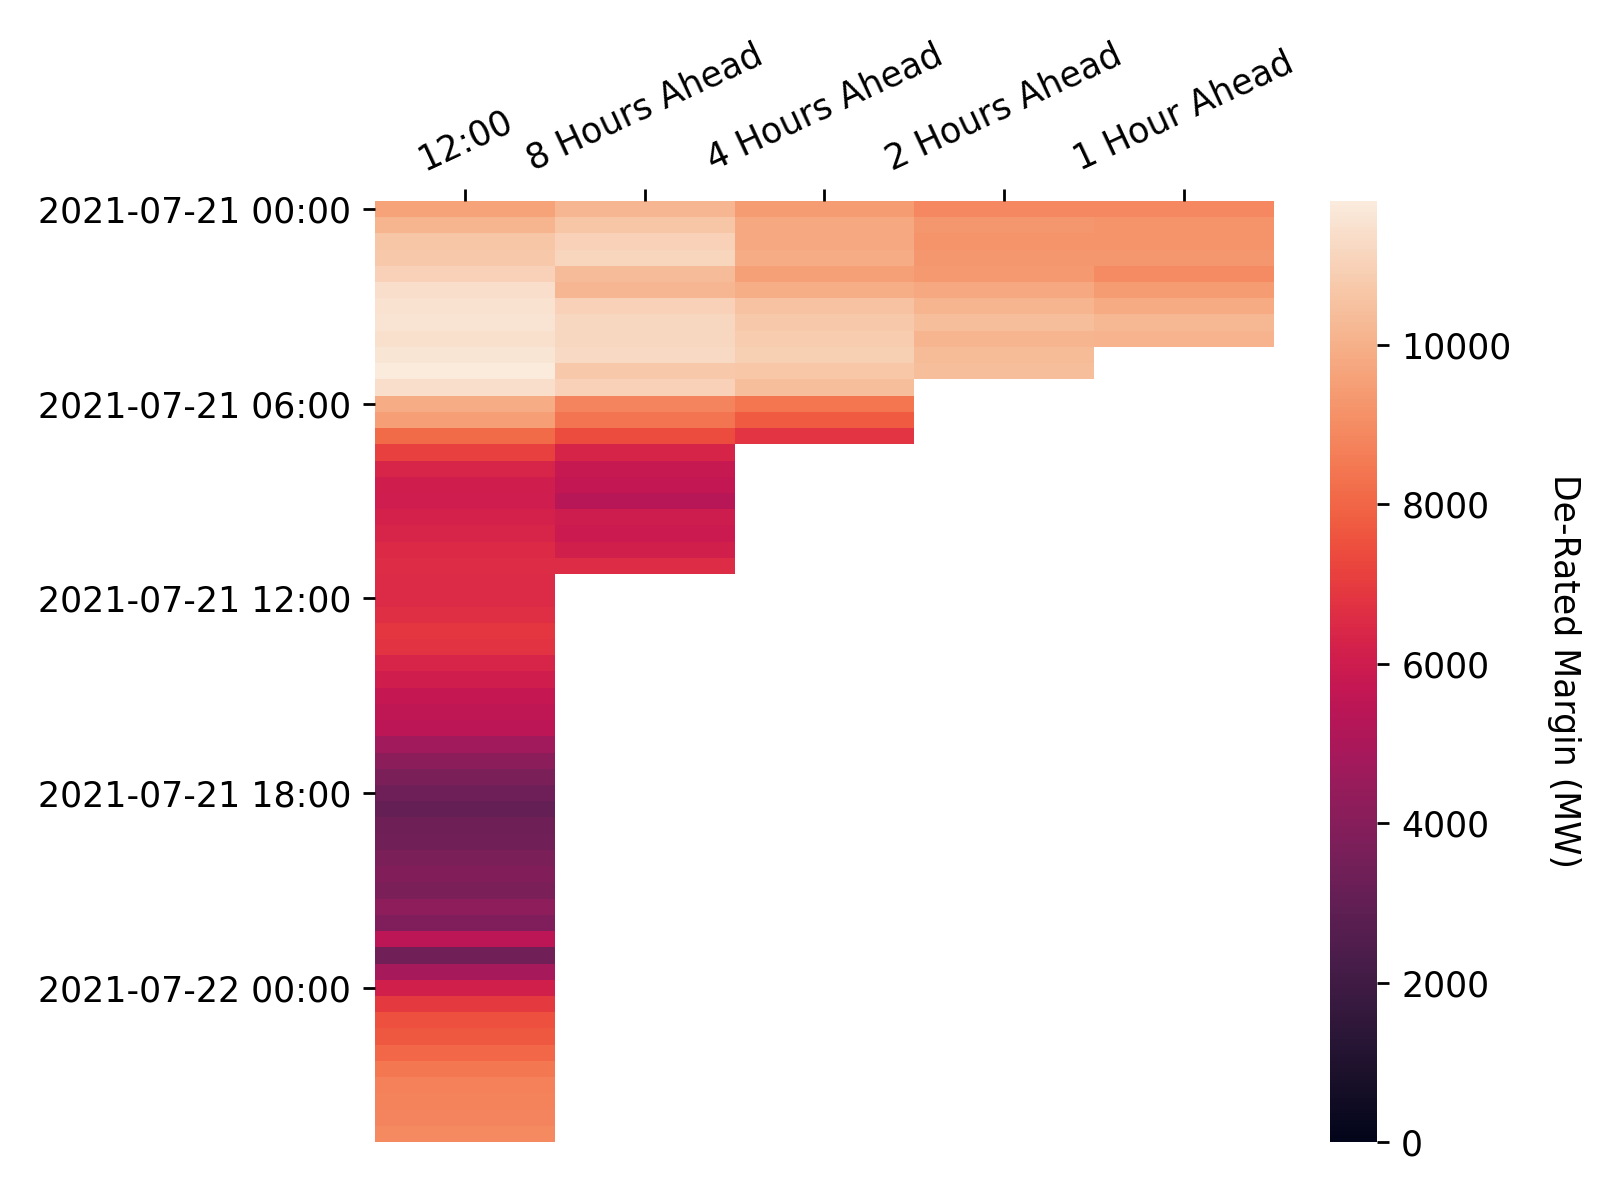 12:00
8 Hours Ahead
4 Hours Ahead
2 Hours Ahead
1 Hour Ahead
2021-07-21 00:00
2021-07-21 06:00
2021-07-21 12:00
2021-07-21 18:00
2021-07-22 00:00
10000
8000
6000
4000
2000
0
De-Rated Margin (MW)